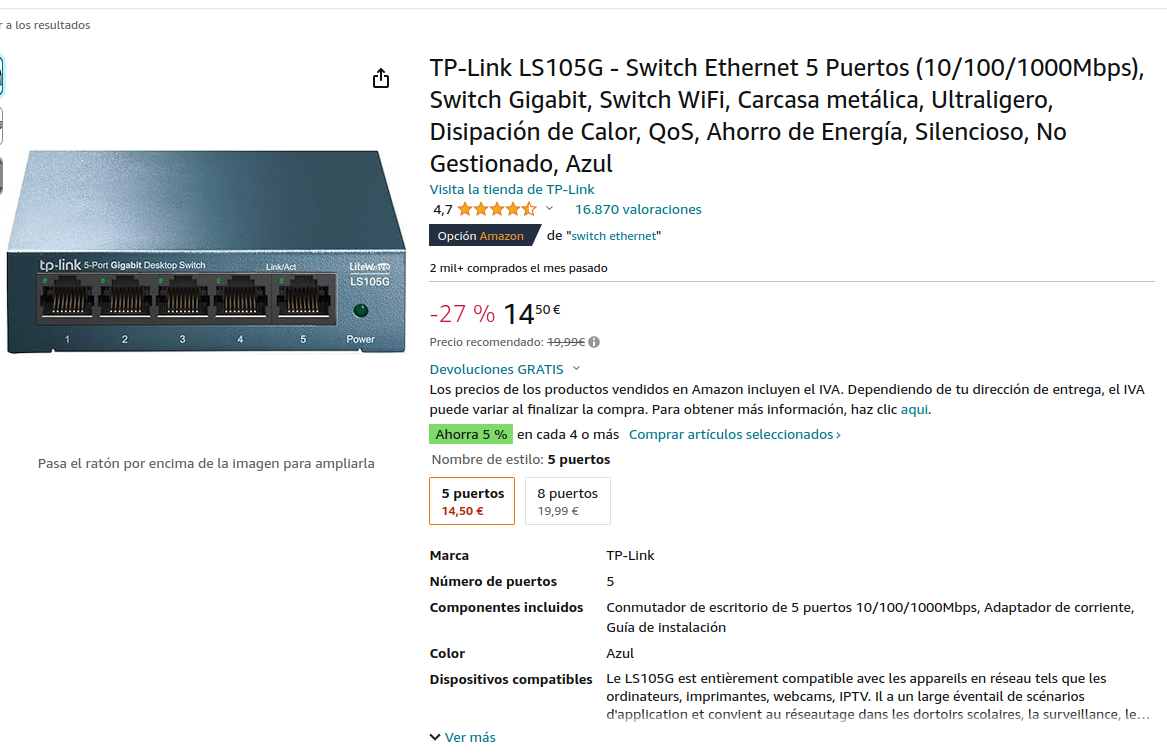 r a los resultados
TP-Link LS105G - Switch Ethernet 5 Puertos (10/100/1000Mbps),
Switch Gigabit, Switch WiFi, Carcasa metálica, Ultraligero,
Disipación de Calor, QoS, Ahorro de Energía, Silencioso, No
Gestionado, Azul
Visita la tienda de TP-Link
4,7 16.870 valoraciones
Opción Amazon de "switch ethernet"
2 mil+ comprados el mes pasado
-27 % 14 50 €
Precio recomendado: 19,99€
Devoluciones GRATIS
Los precios de los productos vendidos en Amazon incluyen el IVA. Dependiendo de tu dirección de entrega, el IVA
puede variar al finalizar la compra. Para obtener más información, haz clic aqui.
Ahorra 5 % en cada 4 o más Comprar artículos seleccionados ›
Nombre de estilo: 5 puertos
5 puertos 8 puertos
14,50 € 19,99 €
Marca TP-Link
Número de puertos 5
Componentes incluidos Conmutador de escritorio de 5 puertos 10/100/1000Mbps, Adaptador de corriente,
Guía de instalación
Color Azul
Dispositivos compatibles Le LS105G est entièrement compatible avec les appareils en réseau tels que les
ordinateurs, imprimantes, webcams, IPTV. Il a un large éventail de scénarios
d'application et convient au réseautage dans les dortoirs scolaires, la surveillance, le...
Ver más
tp-link 5-Port Gigabit Desktop Switch Link/Act LiteWave
LS105G
1 2 3 4 5 Power
Pasa el ratón por encima de la imagen para ampliarla